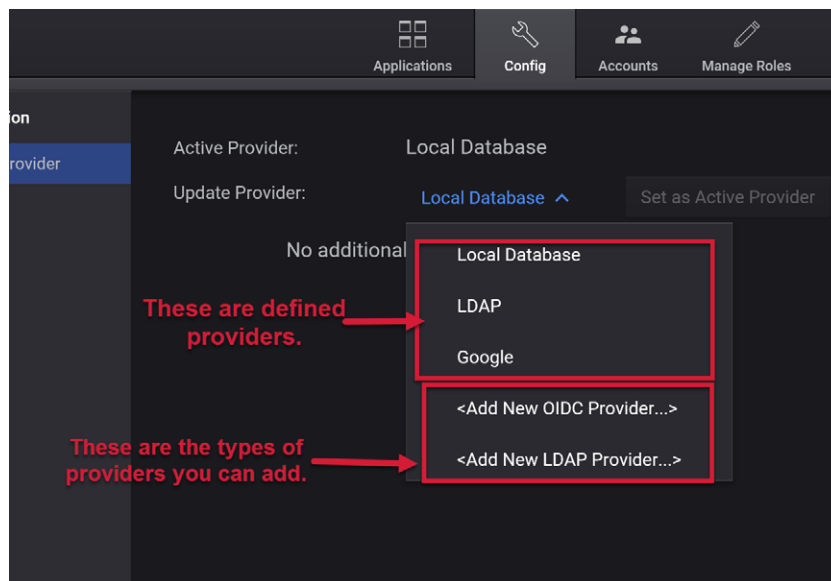 Applications
Config
Accounts
Manage Roles
ion
rovider
Active Provider:
Local Database
Update Provider:
Local Database
Set as Active Provider
No additional
Local Database
LDAP
Google
<Add New OIDC Provider...>
<Add New LDAP Provider...>
These are defined
providers.
These are the types of
providers you can add.